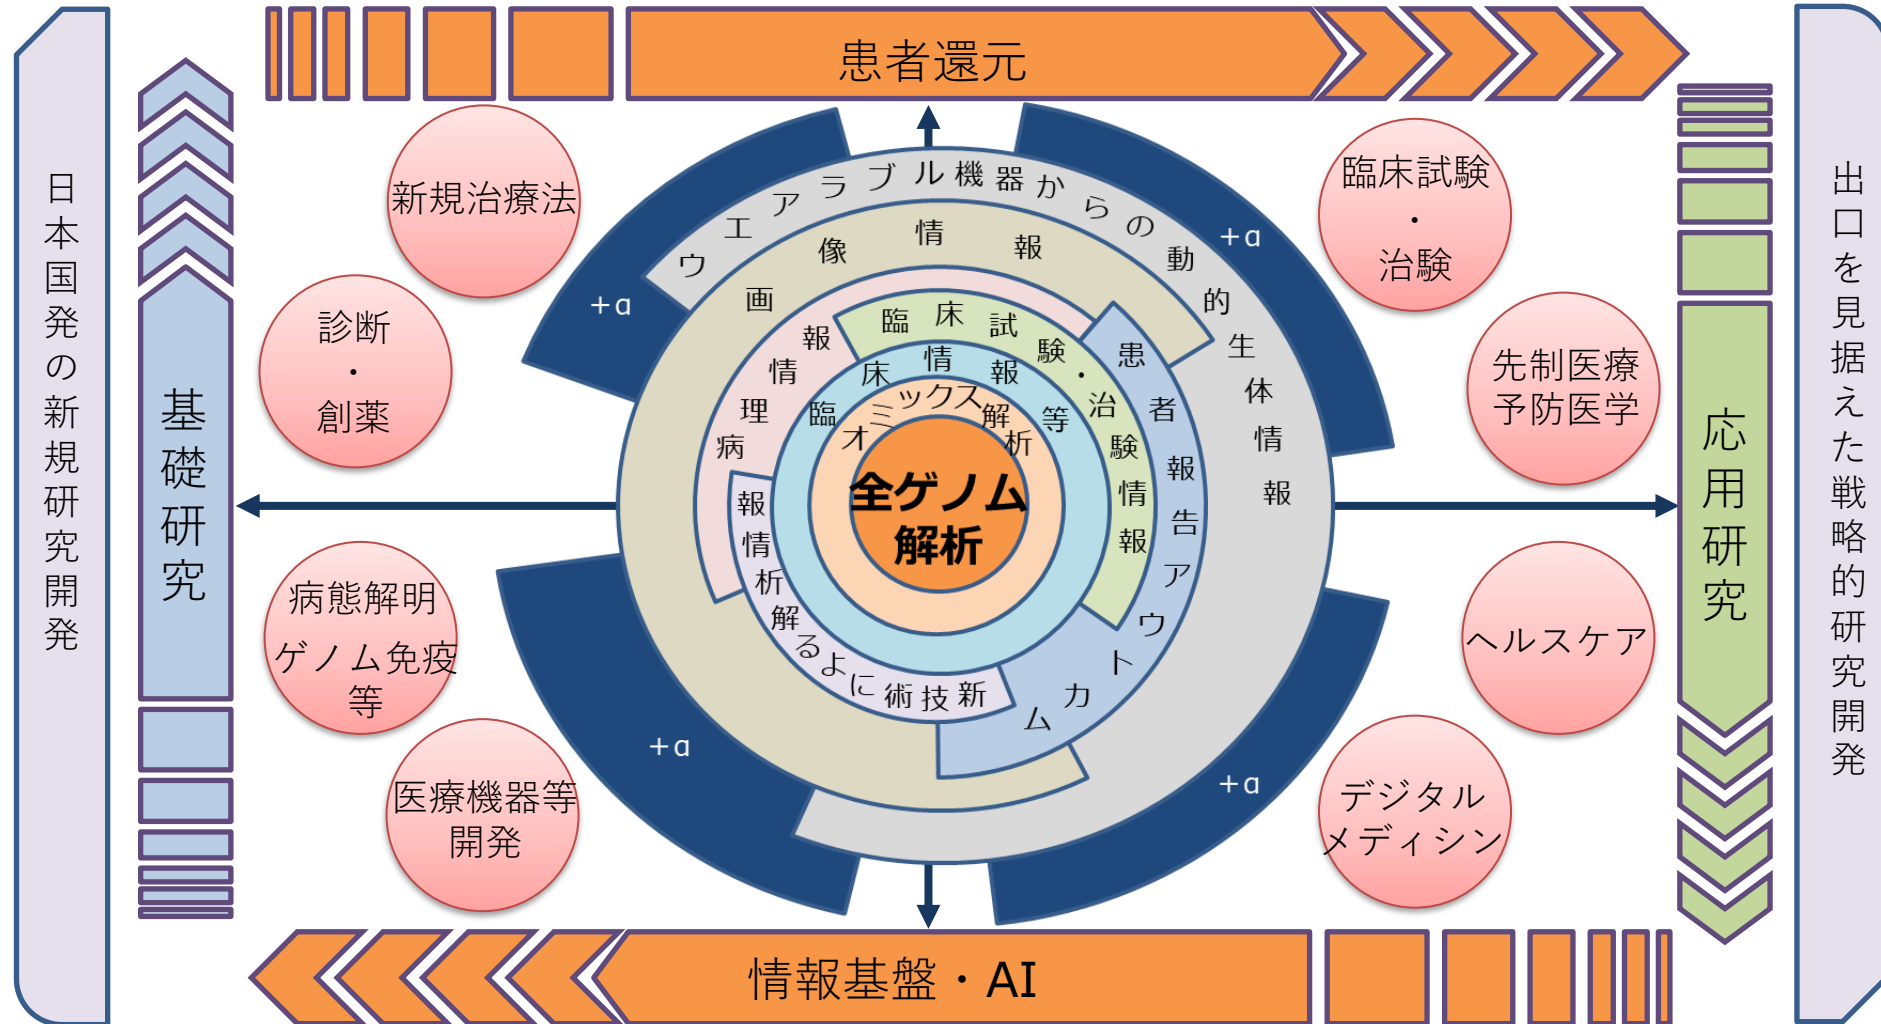 患者還元
日本国発の新規研究開発
基礎研究
新規治療法
診断
・
創薬
病態解明
ゲノム免疫
等
医療機器等
開発
+α
+α
+α
+α
ウエアラブル機器からの動的生体情報
画像情報
病理情報
臨床試験・治験情報
患者報告アウトカム
臨床情報等
オミックス解析
新技術による解析情報
全ゲノム
解析
臨床試験
・
治験
先制医療
予防医学
ヘルスケア
デジタル
メディシン
応用研究
出口を見据えた戦略的研究開発
情報基盤・AI